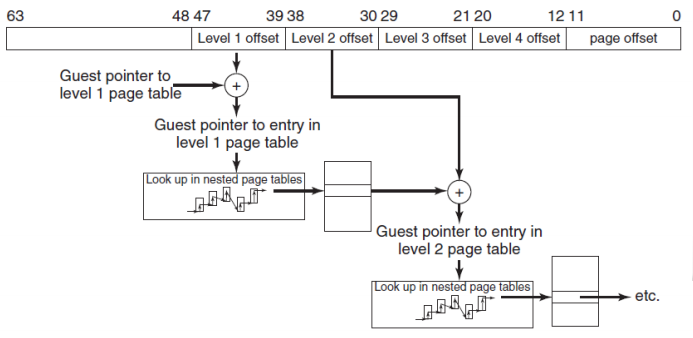 63 48 47 39 38 30 29 21 20 12 11 0
Level 1 offset Level 2 offset Level 3 offset Level 4 offset page offset
Guest pointer to
level 1 page table
+
Guest pointer to entry in
level 1 page table
Look up in nested page tables
+
Guest pointer to entry in
level 2 page table
Look up in nested page tables
etc.